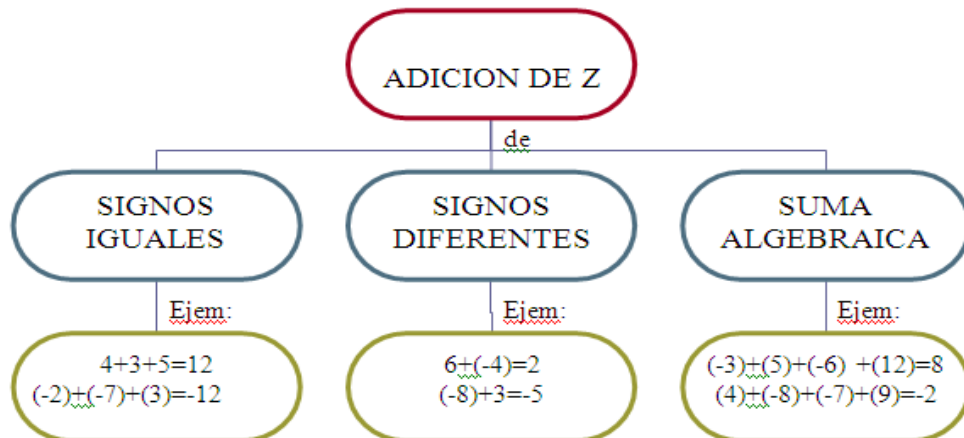 ADICION DE Z
de
SIGNOS
IGUALES
Ejem:
4+3+5=12
(-2)+(-7)+(3)=-12
SIGNOS
DIFERENTES
Ejem:
6+(-4)=2
(-8)+3=-5
SUMA
ALGEBRAICA
Ejem:
(-3)+(5)+(-6) +(12)=8
(4)+(-8)+(-7)+(9)=-2